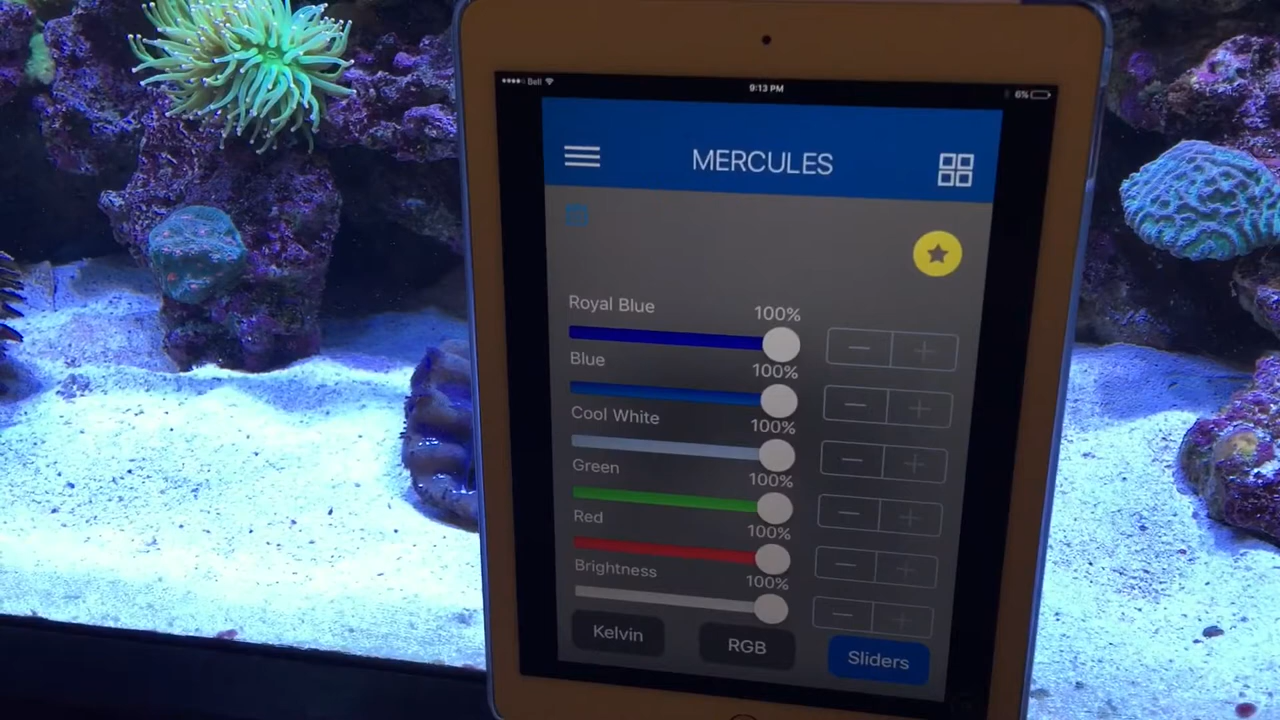 Bell 9:13 PM 6%
MERCULES
Royal Blue 100%
Blue 100%
Cool White 100%
Green 100%
Red 100%
Brightness 100%
Kelvin RGB Sliders